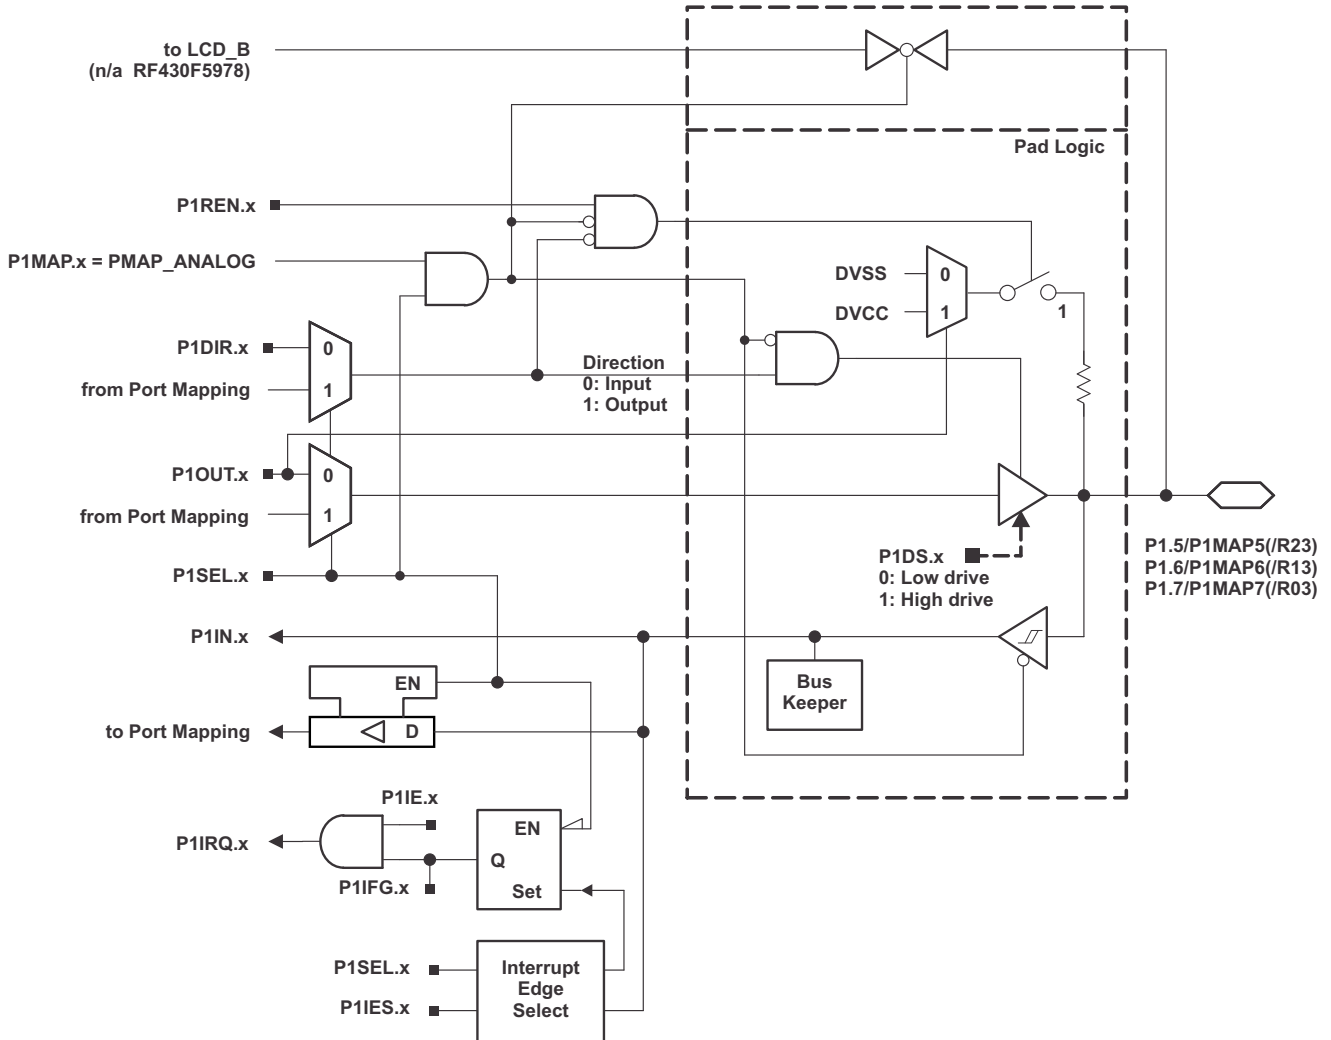 to LCD_B
(n/a RF430F5978)
Pad Logic
P1REN.x
P1MAP.x = PMAP_ANALOG
DVSS
0
DVCC
1
1
P1DIR.x
0
from Port Mapping
1
Direction
0: Input
1: Output
P1OUT.x
0
from Port Mapping
1
P1DS.x
0: Low drive
1: High drive
P1.5/P1MAP5(/R23)
P1.6/P1MAP6(/R13)
P1.7/P1MAP7(/R03)
P1SEL.x
P1IN.x
Bus
Keeper
EN
to Port Mapping
D
P1IE.x
P1IRQ.x
EN
Q
P1IFG.x
Set
P1SEL.x
P1IES.x
Interrupt
Edge
Select